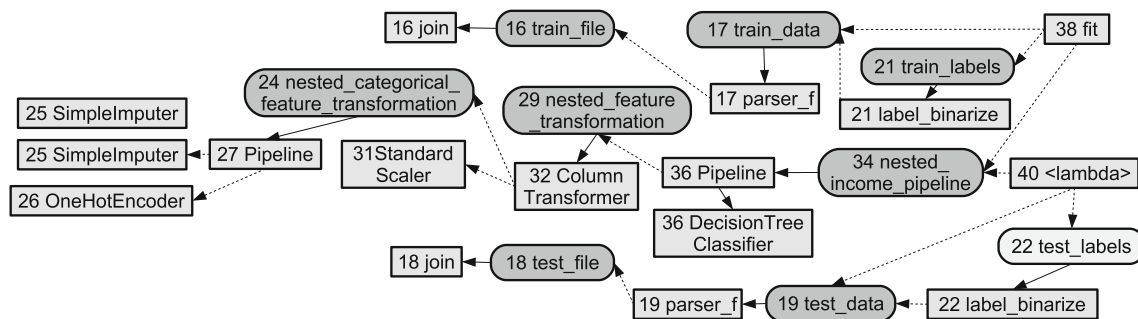 16 join
16 train_file
17 train_data
38 fit
21 train_labels
24 nested_categorical_
feature_transformation
29 nested_feature
_transformation
17 parser_f
21 label_binarize
25 SimpleImputer
25 SimpleImputer
27 Pipeline
31Standard
Scaler
32 Column
Transformer
36 Pipeline
34 nested_
income_pipeline
40 <lambda>
26 OneHotEncoder
36 DecisionTree
Classifier
22 test_labels
18 join
18 test_file
19 parser_f
19 test_data
22 label_binarize